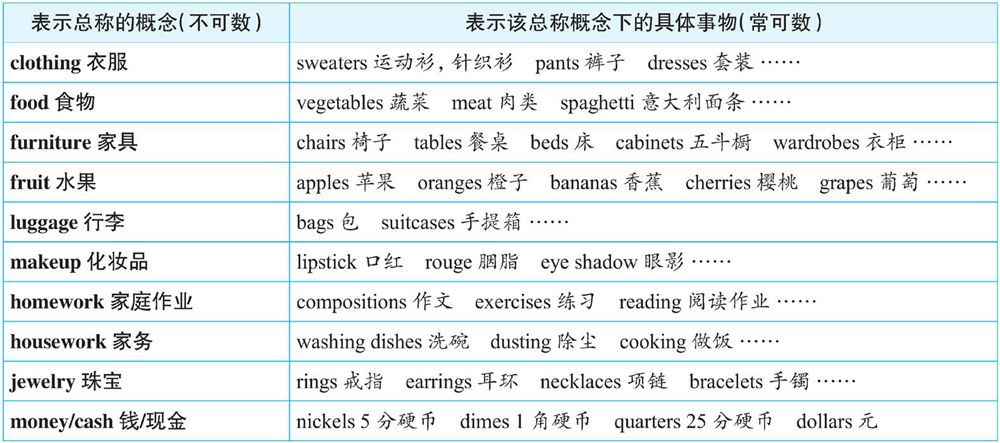 表示总称的概念(不可数) 表示该总称概念下的具体事物(常可数)
clothing 衣服 sweaters 运动衫, 针织衫 pants 裤子 dresses 套装 ……
food 食物 vegetables 蔬菜 meat 肉类 spaghetti 意大利面条 ……
furniture 家具 chairs 椅子 tables 餐桌 beds 床 cabinets 五斗橱 wardrobes 衣柜 ……
fruit 水果 apples 苹果 oranges 橙子 bananas 香蕉 cherries 樱桃 grapes 葡萄 ……
luggage 行李 bags 包 suitcases 手提箱 ……
makeup 化妆品 lipstick 口红 rouge 胭脂 eye shadow 眼影 ……
homework 家庭作业 compositions 作文 exercises 练习 reading 阅读作业 ……
housework 家务 washing dishes 洗碗 dusting 除尘 cooking 做饭 ……
jewelry 珠宝 rings 戒指 earrings 耳环 necklaces 项链 bracelets 手镯 ……
money/cash 钱/现金 nickels 5 分硬币 dimes 1 角硬币 quarters 25 分硬币 dollars 元